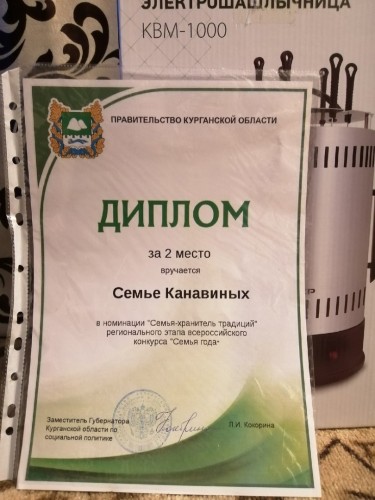 ЭЛЕКТРОШАШЛЫЧНИЦА
КВМ-1000
ПРАВИТЕЛЬСТВО КУРГАНСКОЙ ОБЛАСТИ
ДИПЛОМ
за 2 место
вручается
Семье Канавиных
в номинации "Семья-хранитель традиций"
регионального этапа всероссийского
конкурса "Семья года"
Заместитель Губернатора
Курганской области по
социальной политике
Л.И. Кокорина